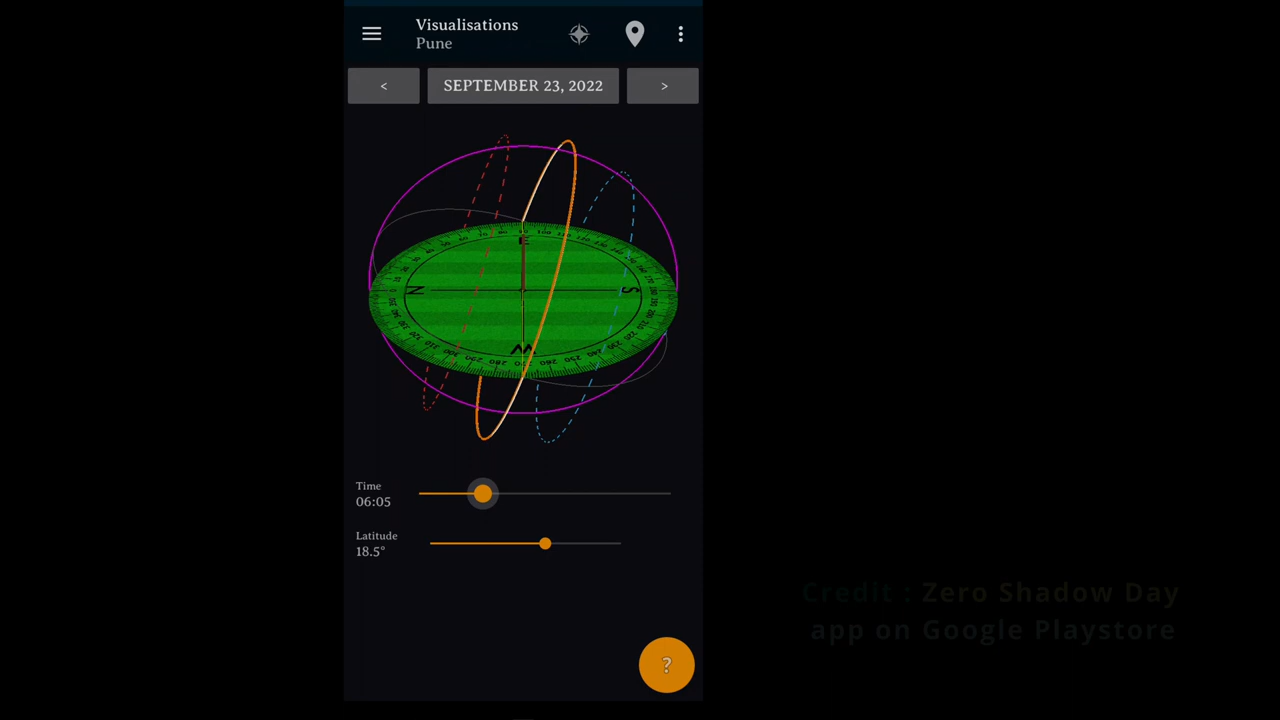 Visualisations
Pune
<
SEPTEMBER 23, 2022
>
E
N
S
W
Time
06:05
Latitude
18.5°
Credit : Zero Shadow Day
app on Google Playstore
?